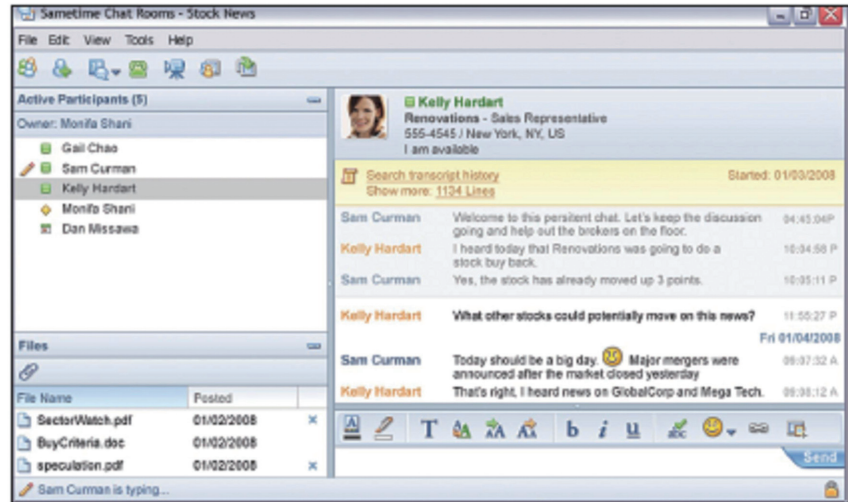 Sametime Chat Rooms - Stock News
File Edit View Tools Help
Active Participants (5)
Owner: Monifa Shani
Gail Chao
Sam Curman
Kelly Hardart
Monifa Shani
Dan Missawa
Files
File Name Posted
SectorWatch.pdf 01/02/2008
BuyCriteria.doc 01/02/2008
speculation.pdf 01/02/2008
Sam Curman is typing...
Kelly Hardart
Renovations - Sales Representative
555-4545 / New York, NY, US
I am available
Search transcript history Started: 01/03/2008
Show more: 1134 Lines
Sam Curman Welcome to this persitent chat. Let's keep the discussion 04:45:04P
going and help out the brokers on the floor.
Kelly Hardart I heard today that Renovations was going to do a 10:04:56 P
stock buy back.
Sam Curman Yes, the stock has already moved up 3 points. 10:05:11 P
Kelly Hardart What other stocks could potentially move on this news? 11:55:27 P
Fri 01/04/2008
Sam Curman Today should be a big day. Major mergers were 09:07:32 A
announced after the market closed yesterday
Kelly Hardart That's right, I heard news on GlobalCorp and Mega Tech. 09:08:12 A
A T AA AA AA b i u abc
Send